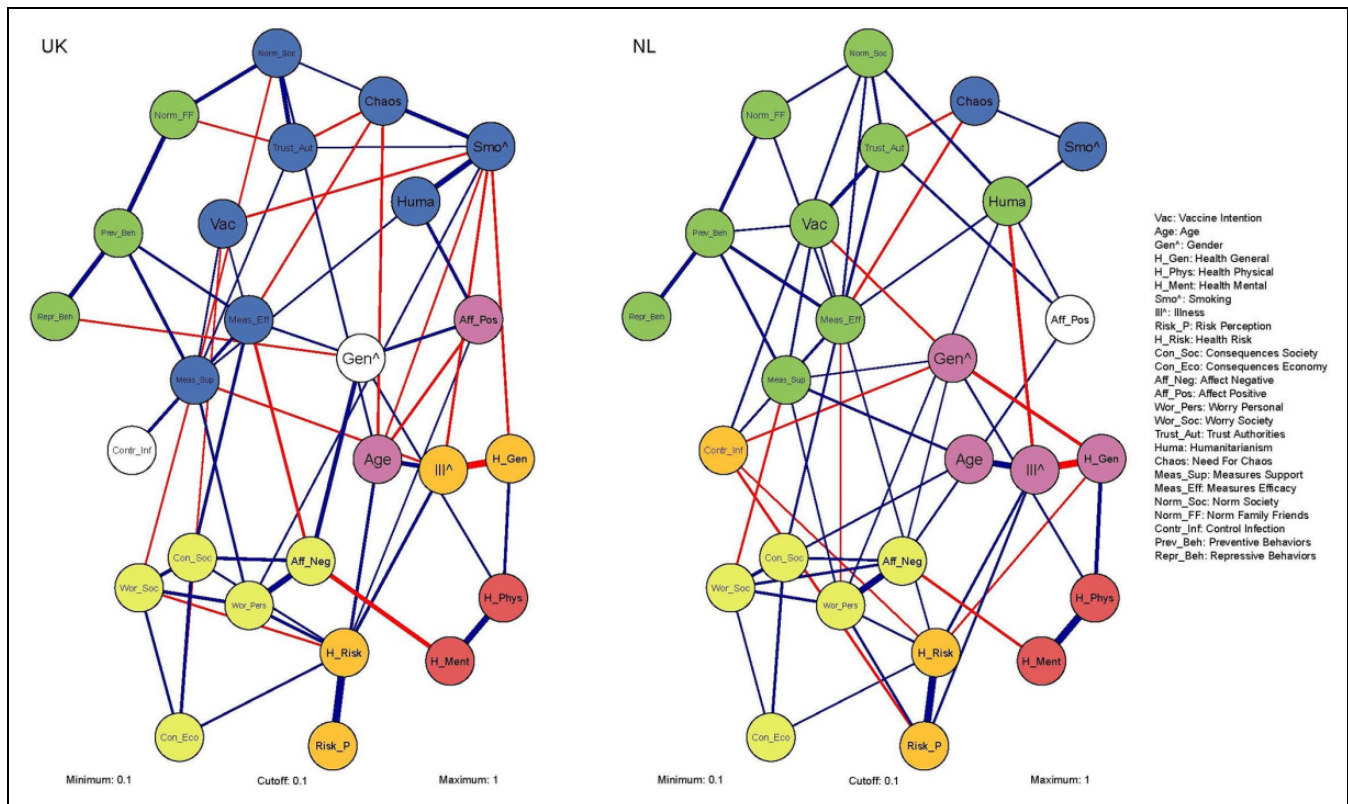 UK
NL
Norm_Soc
Chaos
Norm_FF
Trust_Aut
Smo^
Huma
Vac
Prev_Beh
Repr_Beh
Meas_Eff
Aff_Pos
Gen^
Meas_Sup
Contr_Inf
Age
Ill^
H_Gen
Con_Soc
Aff_Neg
Wor_Soc
Wor_Pers
H_Phys
H_Risk
H_Ment
Con_Eco
Risk_P
Minimum: 0.1
Cutoff: 0.1
Maximum: 1
Norm_Soc
Chaos
Norm_FF
Trust_Aut
Smo^
Huma
Vac
Prev_Beh
Repr_Beh
Meas_Eff
Aff_Pos
Gen^
Meas_Sup
Contr_Inf
Age
Ill^
H_Gen
Con_Soc
Aff_Neg
Wor_Soc
Wor_Pers
H_Phys
H_Risk
H_Ment
Con_Eco
Risk_P
Minimum: 0.1
Cutoff: 0.1
Maximum: 1
Vac: Vaccine Intention
Age: Age
Gen^: Gender
H_Gen: Health General
H_Phys: Health Physical
H_Ment: Health Mental
Smo^: Smoking
Ill^: Illness
Risk_P: Risk Perception
H_Risk: Health Risk
Con_Soc: Consequences Society
Con_Eco: Consequences Economy
Aff_Neg: Affect Negative
Aff_Pos: Affect Positive
Wor_Pers: Worry Personal
Wor_Soc: Worry Society
Trust_Aut: Trust Authorities
Huma: Humanitarianism
Chaos: Need For Chaos
Meas_Sup: Measures Support
Meas_Eff: Measures Efficacy
Norm_Soc: Norm Society
Norm_FF: Norm Family Friends
Contr_Inf: Control Infection
Prev_Beh: Preventive Behaviors
Repr_Beh: Repressive Behaviors